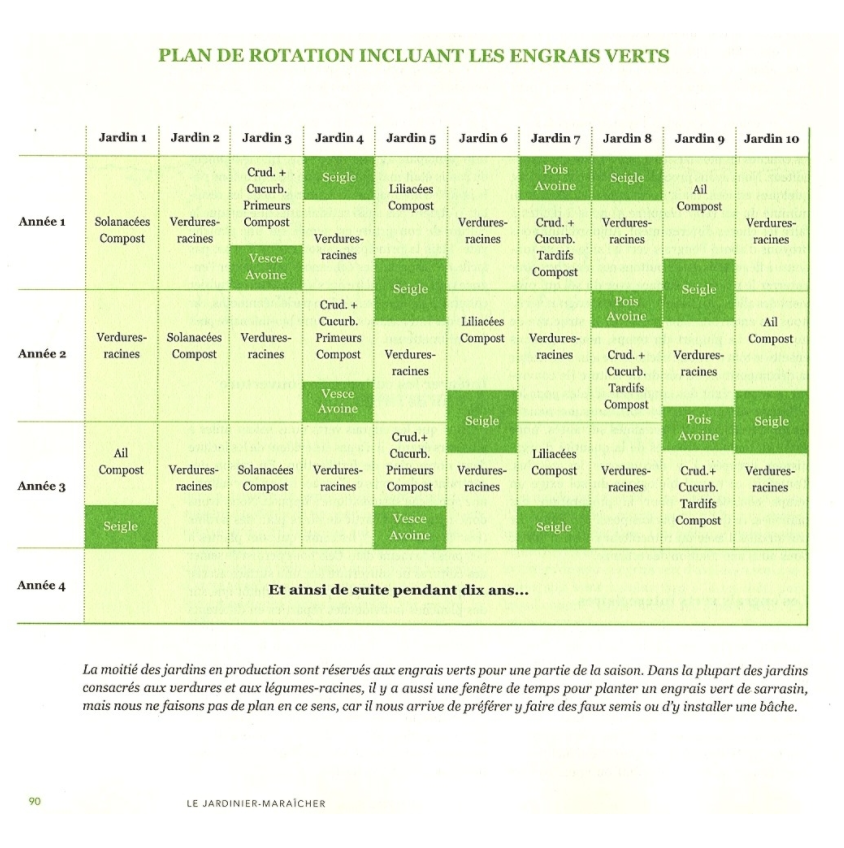 PLAN DE ROTATION INCLUANT LES ENGRAIS VERTS
Jardin 1 Jardin 2 Jardin 3 Jardin 4 Jardin 5 Jardin 6 Jardin 7 Jardin 8 Jardin 9 Jardin 10
Année 1
Solanacées
Compost
Verdures-
racines
Crud. +
Cucurb.
Primeurs
Compost
Vesce
Avoine
Seigle
Verdures-
racines
Liliacées
Compost
Seigle
Verdures-
racines
Pois
Avoine
Crud. +
Cucurb.
Tardifs
Compost
Seigle
Verdures-
racines
Ail
Compost
Seigle
Verdures-
racines
Année 2
Verdures-
racines
Solanacées
Compost
Verdures-
racines
Crud. +
Cucurb.
Primeurs
Compost
Vesce
Avoine
Verdures-
racines
Liliacées
Compost
Seigle
Verdures-
racines
Pois
Avoine
Crud. +
Cucurb.
Tardifs
Compost
Verdures-
racines
Pois
Avoine
Ail
Compost
Seigle
Année 3
Ail
Compost
Seigle
Verdures-
racines
Solanacées
Compost
Verdures-
racines
Crud.+
Cucurb.
Primeurs
Compost
Vesce
Avoine
Verdures-
racines
Liliacées
Compost
Seigle
Verdures-
racines
Crud.+
Cucurb.
Tardifs
Compost
Verdures-
racines
Année 4
Et ainsi de suite pendant dix ans...
La moitié des jardins en production sont réservés aux engrais verts pour une partie de la saison. Dans la plupart des jardins
consacrés aux verdures et aux légumes-racines, il y a aussi une fenêtre de temps pour planter un engrais vert de sarrasin,
mais nous ne faisons pas de plan en ce sens, car il nous arrive de préférer y faire des faux semis ou d'y installer une bâche.
90
LE JARDINIER-MARAÎCHER